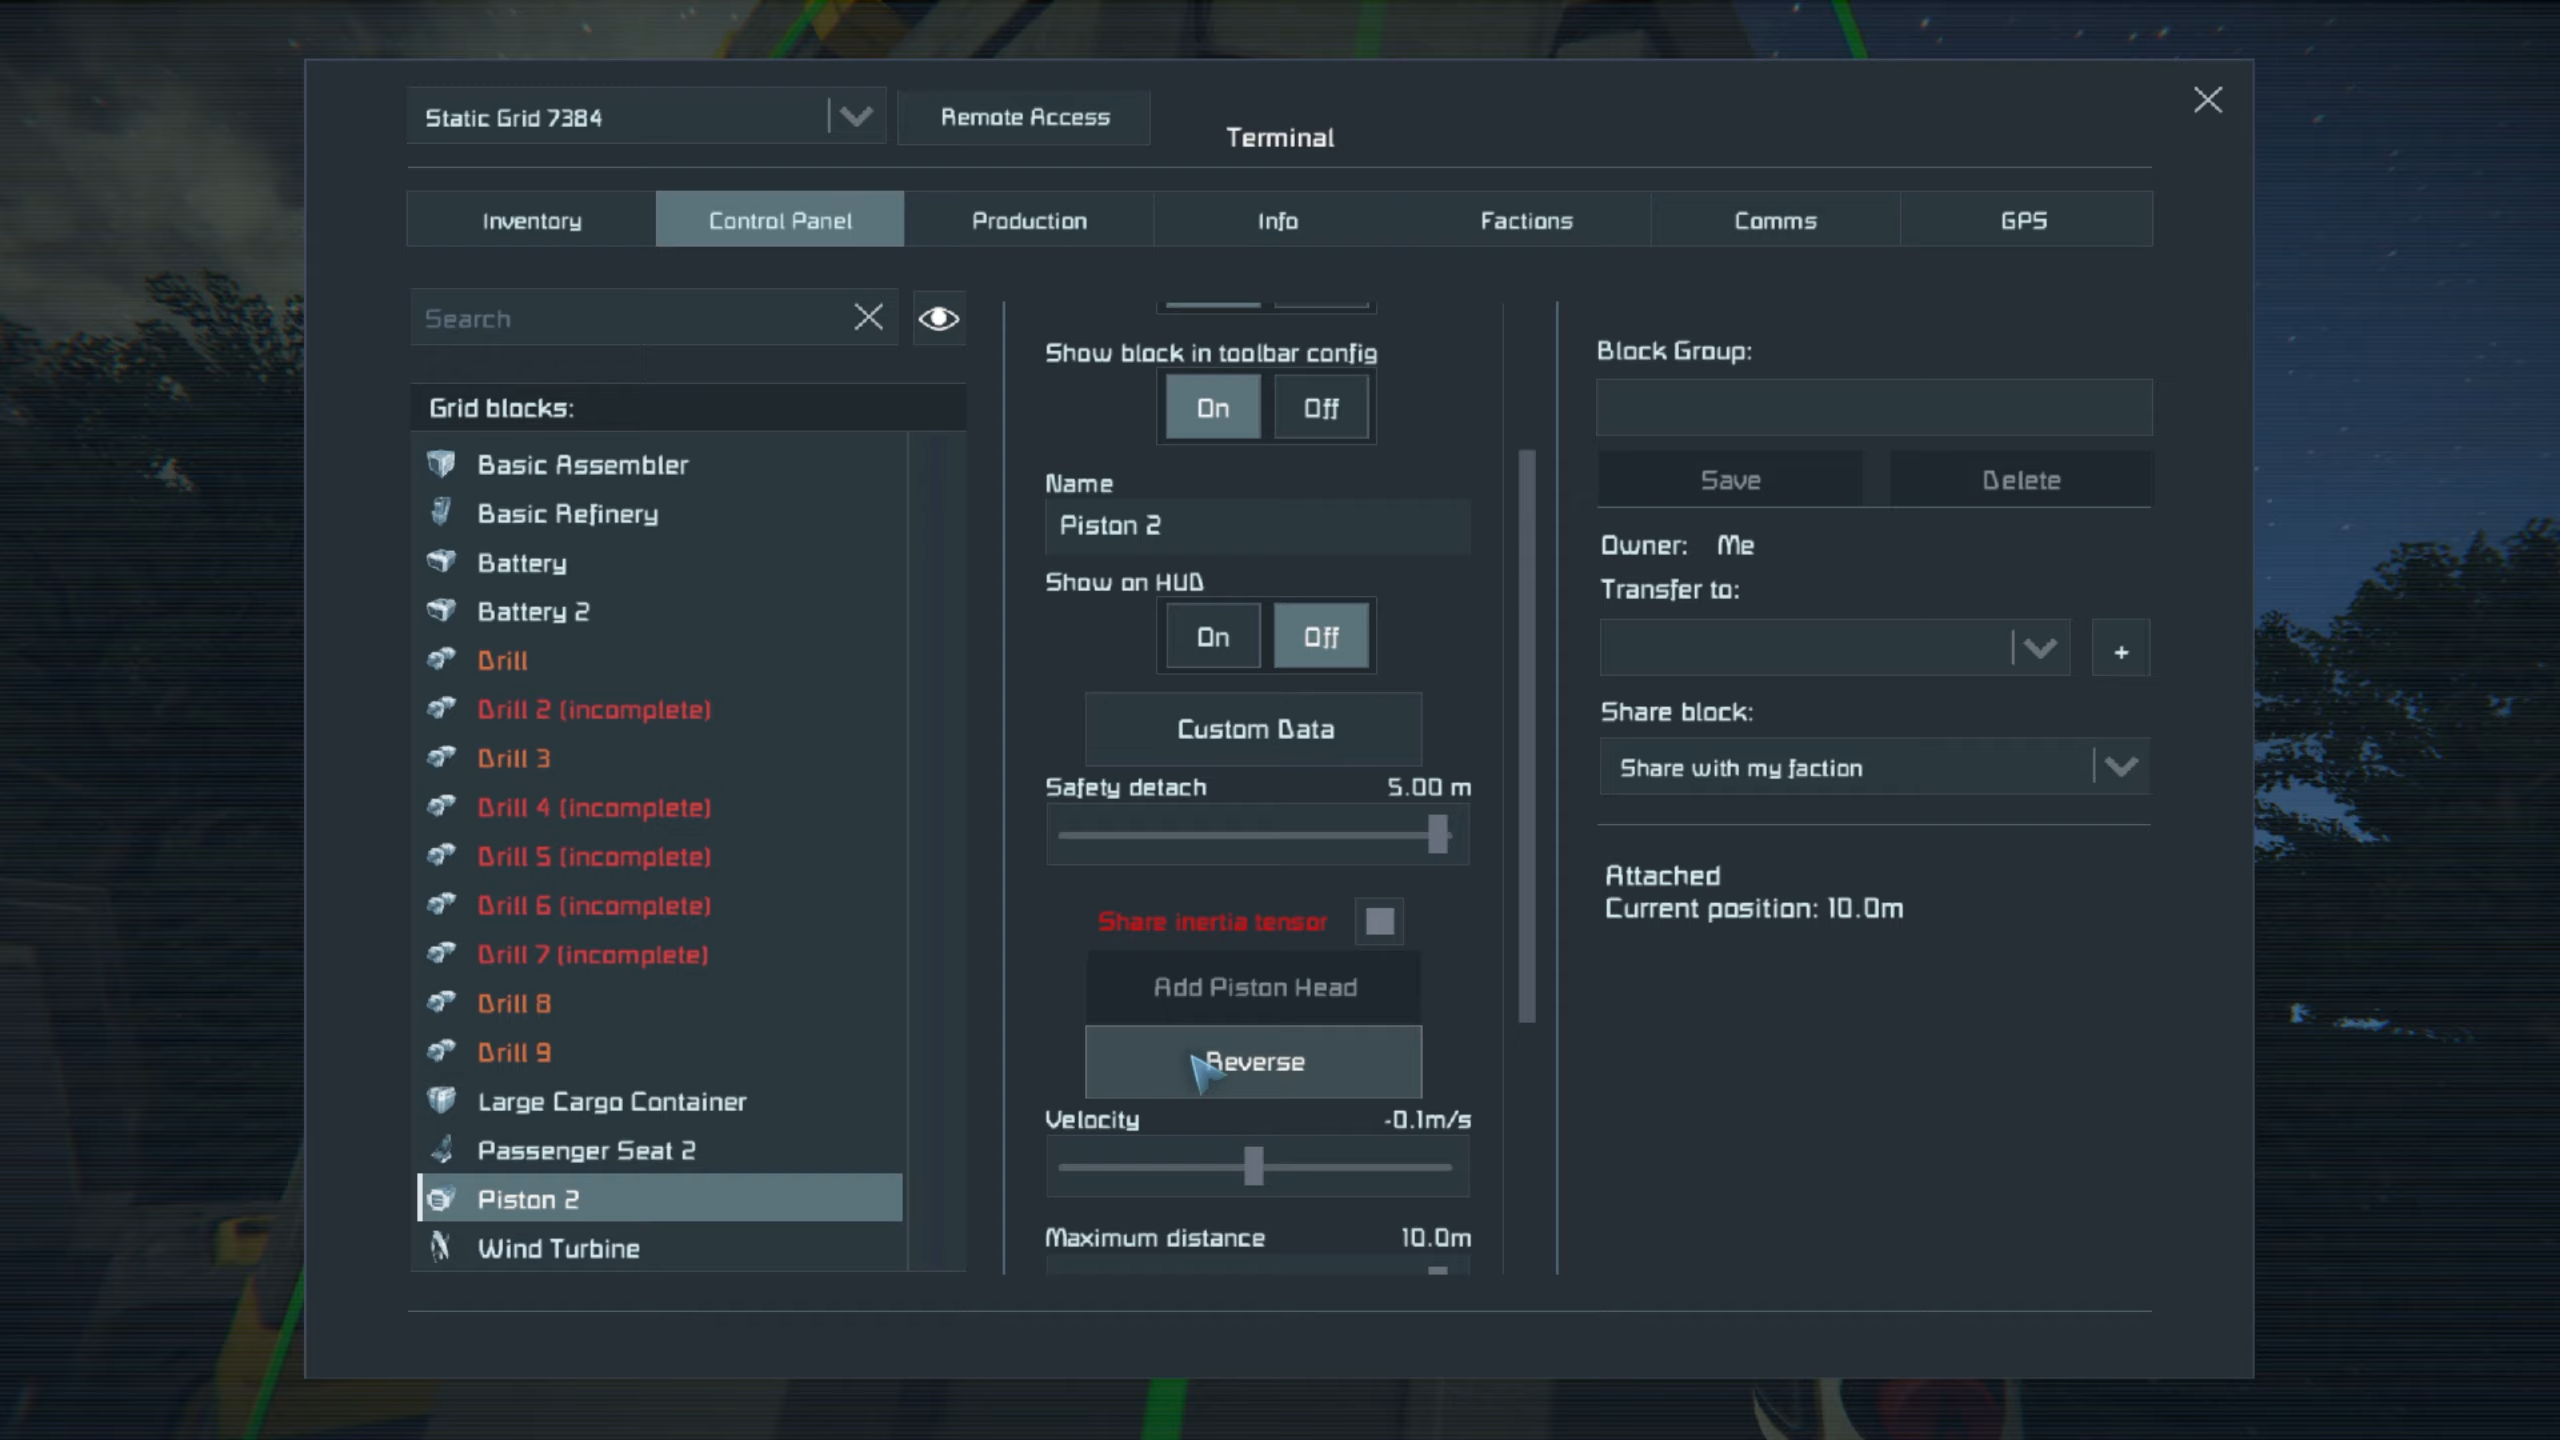 Static Grid 7384
Remote Access
Terminal
Inventory
Control Panel
Production
Info
Factions
Comms
GPS
Search
Grid blocks:
Basic Assembler
Basic Refinery
Battery
Battery 2
Drill
Drill 2 (incomplete)
Drill 3
Drill 4 (incomplete)
Drill 5 (incomplete)
Drill 6 (incomplete)
Drill 7 (incomplete)
Drill 8
Drill 9
Large Cargo Container
Passenger Seat 2
Piston 2
Wind Turbine
Show block in toolbar config
On Off
Name
Piston 2
Show on HUD
On Off
Custom Data
Safety detach 5.00 m
Share inertia tensor
Add Piston Head
Reverse
Velocity -0.1m/s
Maximum distance 10.0m
Block Group:
Save Delete
Owner: Me
Transfer to:
+
Share block:
Share with my faction
Attached
Current position: 10.0m